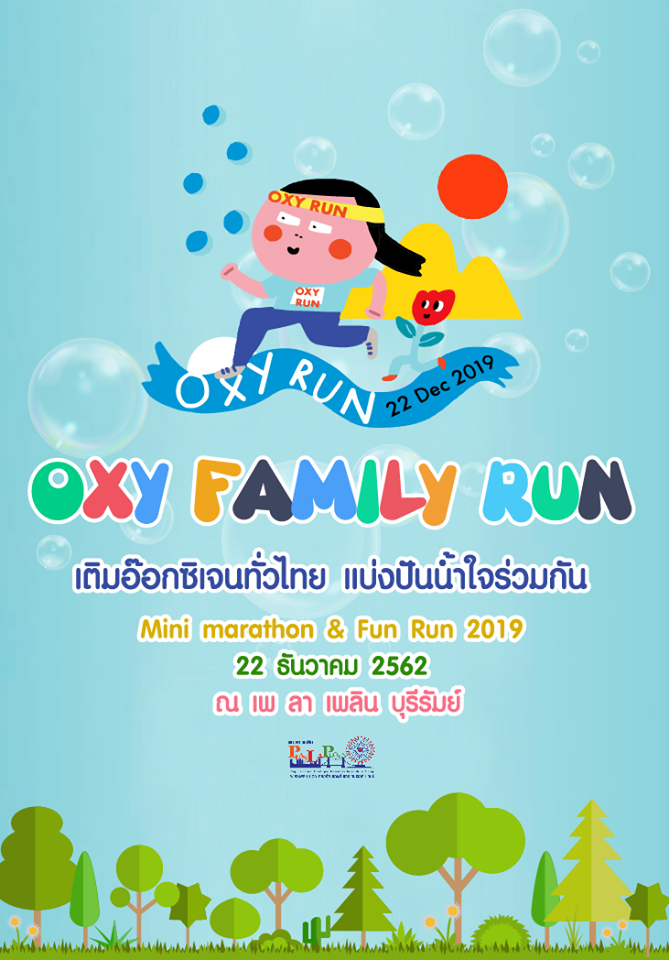 OXY RUN
OXY
RUN
OXY RUN 22 Dec 2019
OXY FAMILY RUN
เติมอ๊อกซิเจนทั่วไทย แบ่งปันน้ำใจร่วมกัน
Mini marathon & Fun Run 2019
22 ธันวาคม 2562
ณ เพ ลา เพลิน บุรีรัมย์